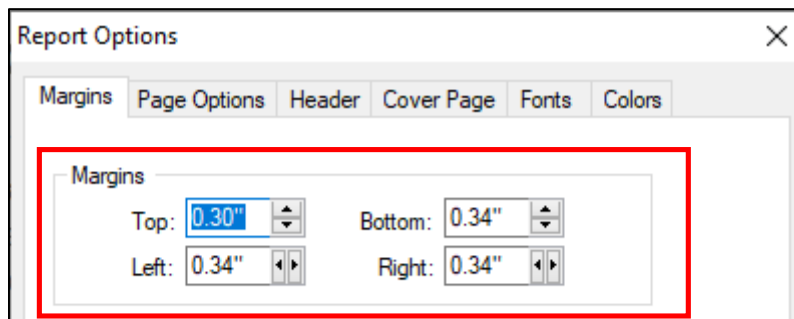 Report Options
Margins Page Options Header Cover Page Fonts Colors
Margins
Top: 0.30" Bottom: 0.34"
Left: 0.34" Right: 0.34"